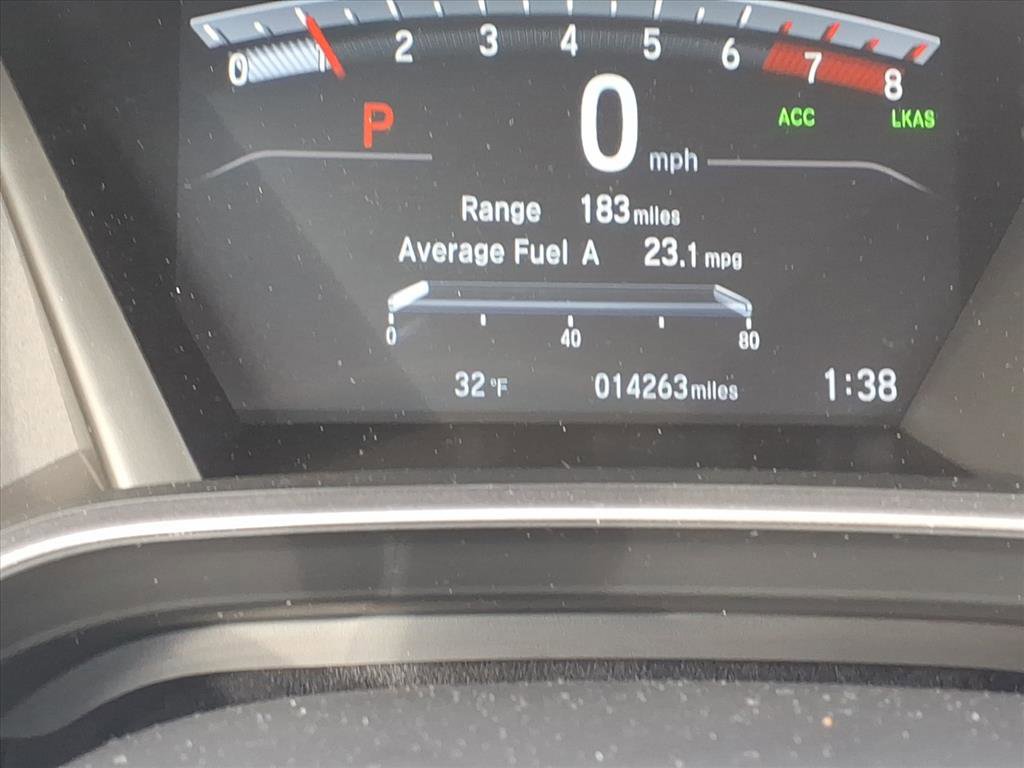 0 1 2 3 4 5 6 7 8
P 0 mph ACC LKAS
Range 183 miles
Average Fuel A 23.1 mpg
0 40 80
32 °F 014263 miles 1:38